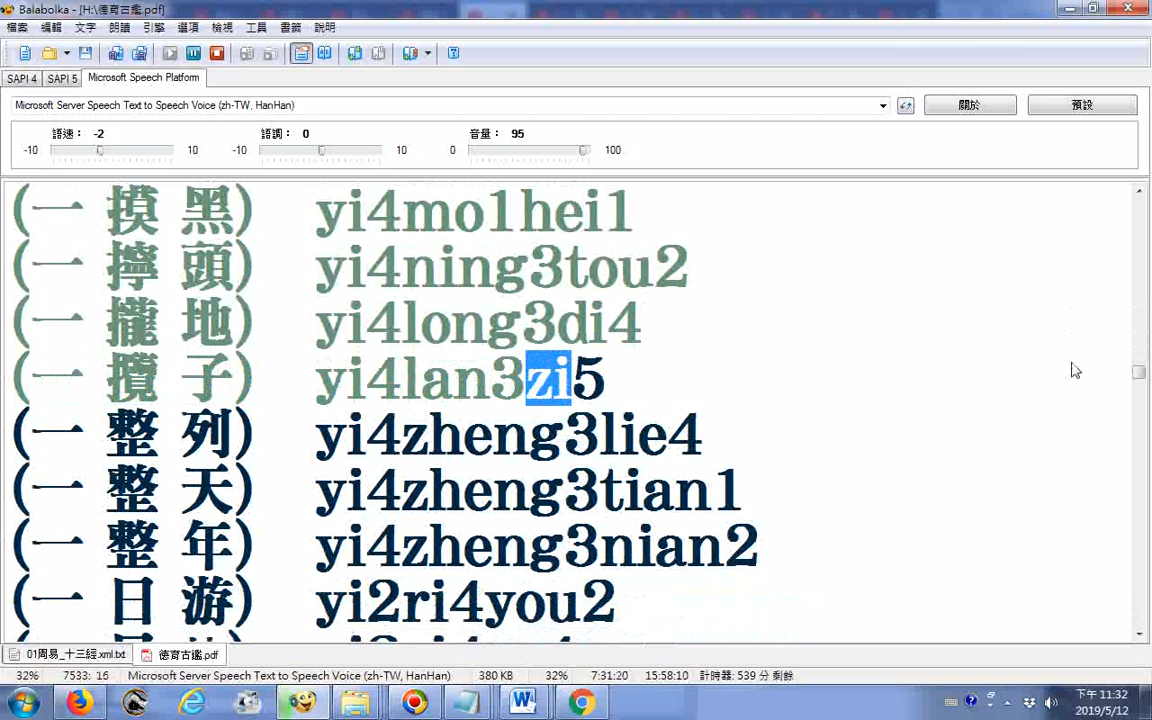 Balabolka - [H:\德育古鑑.pdf]
檔案 編輯 文字 朗讀 引擎 選項 檢視 工具 書籤 說明
SAPI 4 SAPI 5 Microsoft Speech Platform
Microsoft Server Speech Text to Speech Voice (zh-TW, HanHan) 關於 預設
語速： -2 語調： 0 音量： 95
-10 10 -10 10 0 100
(一 摸 黑) yi4mo1hei1
(一 擰 頭) yi4ning3tou2
(一 攏 地) yi4long3di4
(一 攬 子) yi4lan3zi5
(一 整 列) yi4zheng3lie4
(一 整 天) yi4zheng3tian1
(一 整 年) yi4zheng3nian2
(一 日 游) yi2ri4you2
01周易_十三經.xml.txt 德育古鑑.pdf
32% 7533: 16 Microsoft Server Speech Text to Speech Voice (zh-TW, HanHan) 380 KB 32% 7:31:20 15:58:10 計時器: 539 分 剩餘
下午 11:32
2019/5/12